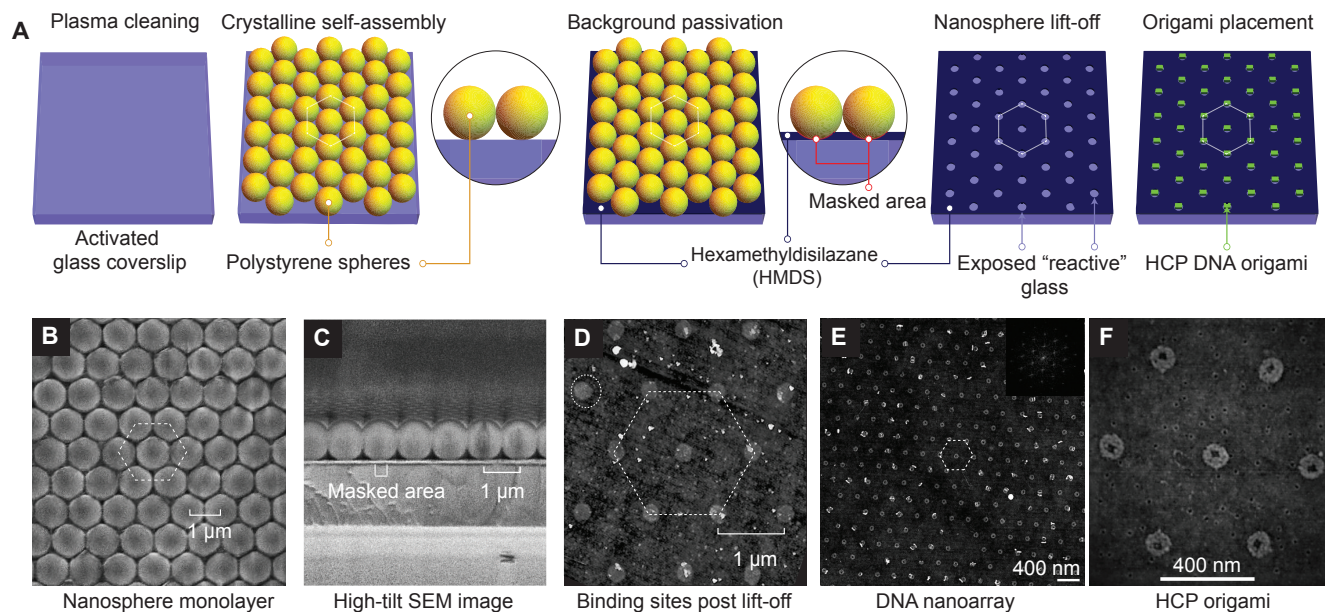 A
Plasma cleaning
Crystalline self-assembly
Background passivation
Nanosphere lift-off
Origami placement
Activated
glass coverslip
Polystyrene spheres
Masked area
Hexamethyldisilazane
(HMDS)
Exposed “reactive”
glass
HCP DNA origami
B
1 µm
Nanosphere monolayer
C
Masked area
1 µm
High-tilt SEM image
D
1 µm
Binding sites post lift-off
E
400 nm
DNA nanoarray
F
400 nm
HCP origami